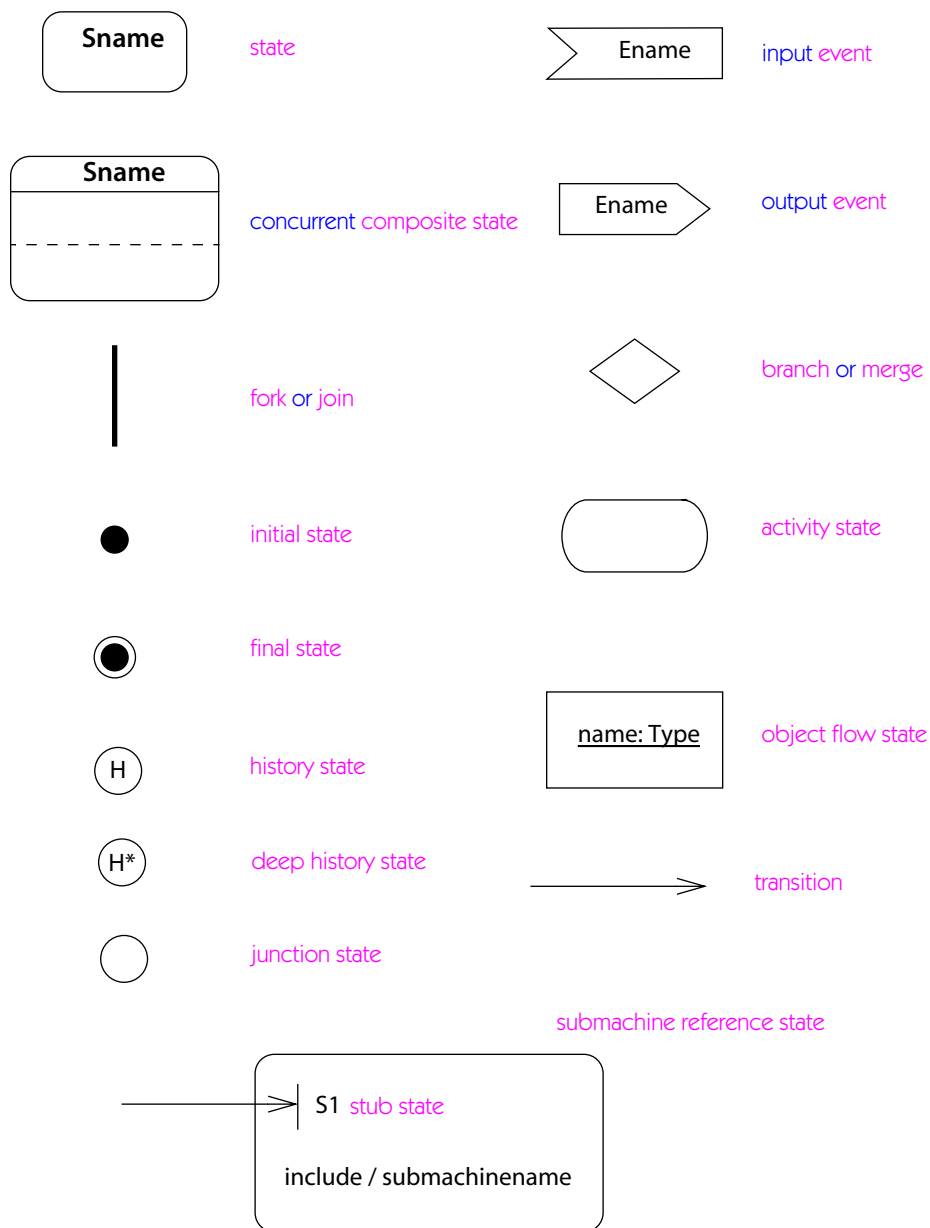 Sname
state
Ename
input event
Sname
concurrent composite state
Ename
output event
fork or join
branch or merge
initial state
activity state
final state
name: Type
object flow state
H
history state
H*
deep history state
transition
junction state
submachine reference state
S1 stub state
include / submachinename